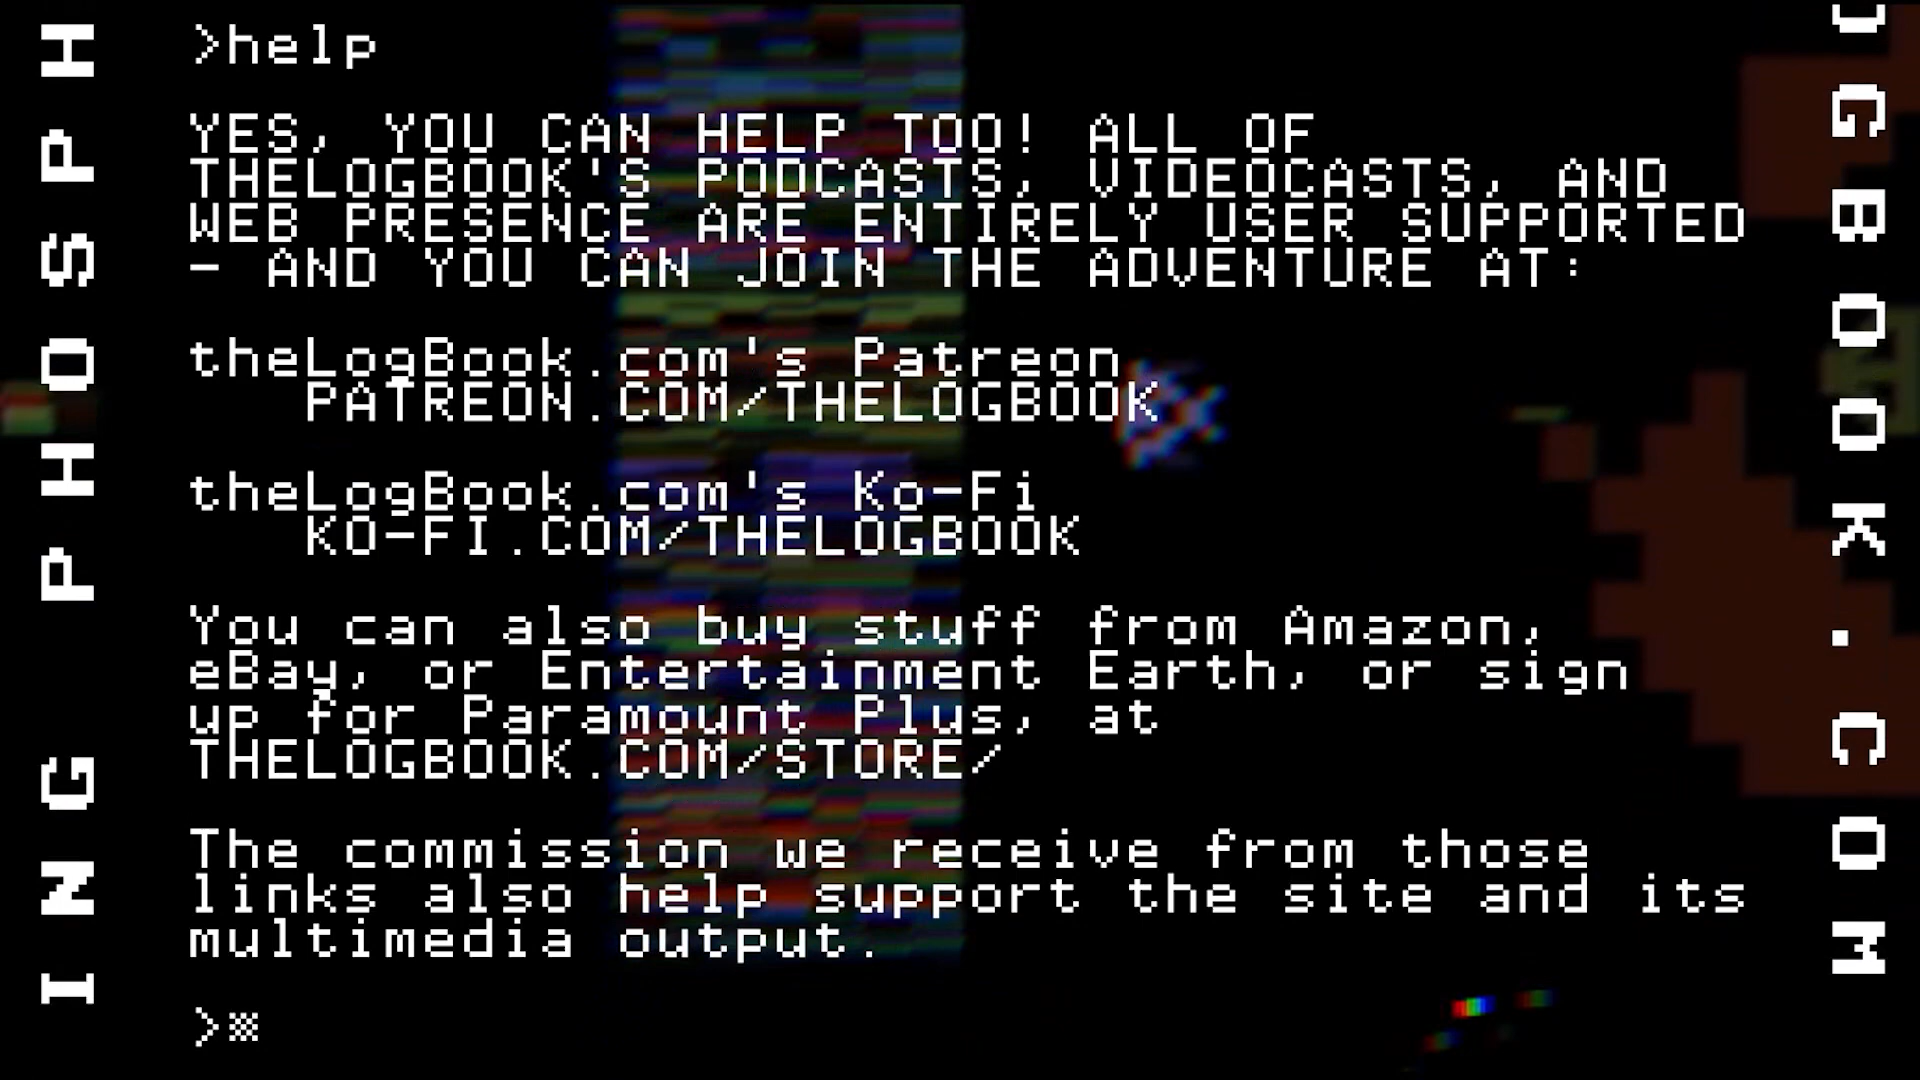 >help
YES, YOU CAN HELP TOO! ALL OF
THELOGBOOK'S PODCASTS, VIDEOCASTS, AND
WEB PRESENCE ARE ENTIRELY USER SUPPORTED
- AND YOU CAN JOIN THE ADVENTURE AT:
theLogBook.com's Patreon
PATREON.COM/THELOGBOOK
theLogBook.com's Ko-Fi
KO-FI.COM/THELOGBOOK
You can also buy stuff from Amazon,
eBay, or Entertainment Earth, or sign
up for Paramount Plus, at
THELOGBOOK.COM/STORE/
The commission we receive from those
links also help support the site and its
multimedia output.
>
ING PHOSPH
OGBOOK.COM